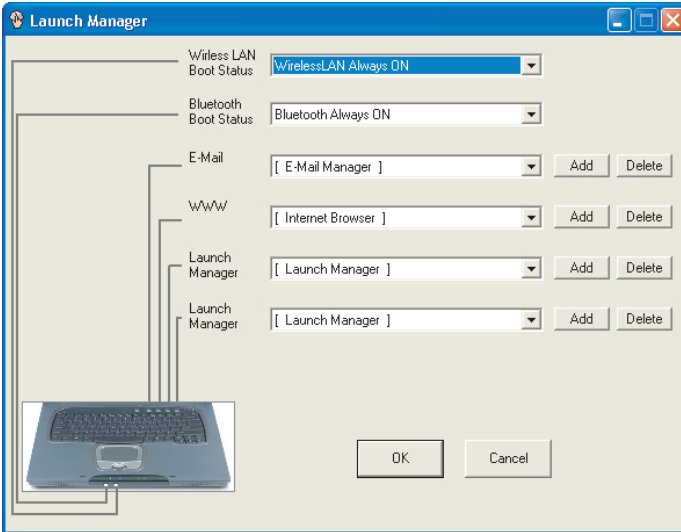 Launch Manager
Wirless LAN
Boot Status
WirelessLAN Always ON
Bluetooth
Boot Status
Bluetooth Always ON
E-Mail
[ E-Mail Manager ]
Add
Delete
WWW
[ Internet Browser ]
Add
Delete
Launch
Manager
[ Launch Manager ]
Add
Delete
Launch
Manager
[ Launch Manager ]
Add
Delete
OK
Cancel